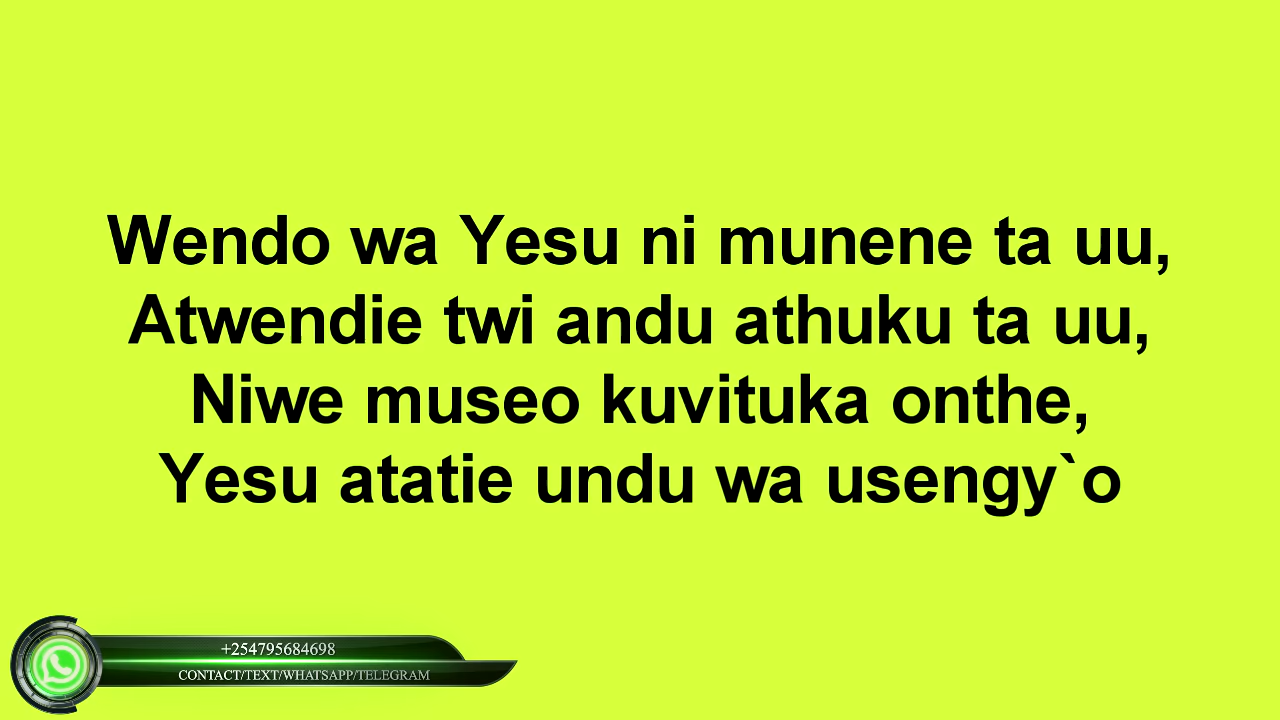 Wendo wa Yesu ni munene ta uu,
Atwendie twi andu athuku ta uu,
Niwe museo kuvituka onthe,
Yesu atatie undu wa usengy`o
+254795684698
CONTACT/TEXT/WHATSAPP/TELEGRAM